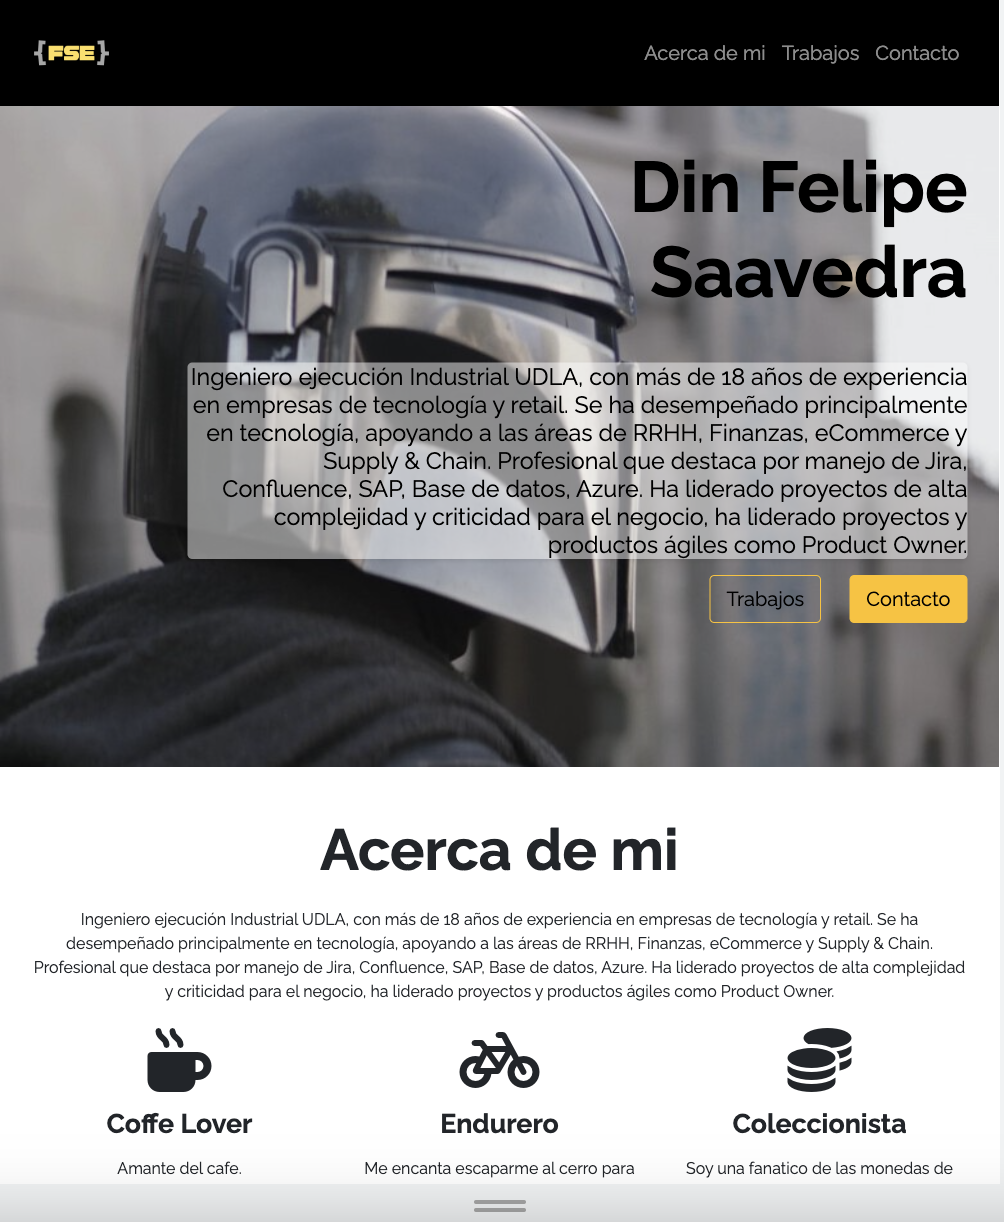 {FSE}
Acerca de mi Trabajos Contacto
Din Felipe
Saavedra
Ingeniero ejecución Industrial UDLA, con más de 18 años de experiencia
en empresas de tecnología y retail. Se ha desempeñado principalmente
en tecnología, apoyando a las áreas de RRHH, Finanzas, eCommerce y
Supply & Chain. Profesional que destaca por manejo de Jira,
Confluence, SAP, Base de datos, Azure. Ha liderado proyectos de alta
complejidad y criticidad para el negocio, ha liderado proyectos y
productos ágiles como Product Owner.
Trabajos Contacto
Acerca de mi
Ingeniero ejecución Industrial UDLA, con más de 18 años de experiencia en empresas de tecnología y retail. Se ha
desempeñado principalmente en tecnología, apoyando a las áreas de RRHH, Finanzas, eCommerce y Supply & Chain.
Profesional que destaca por manejo de Jira, Confluence, SAP, Base de datos, Azure. Ha liderado proyectos de alta complejidad
y criticidad para el negocio, ha liderado proyectos y productos ágiles como Product Owner.
Coffe Lover
Amante del cafe.
Endurero
Me encanta escaparme al cerro para
Coleccionista
Soy una fanatico de las monedas de